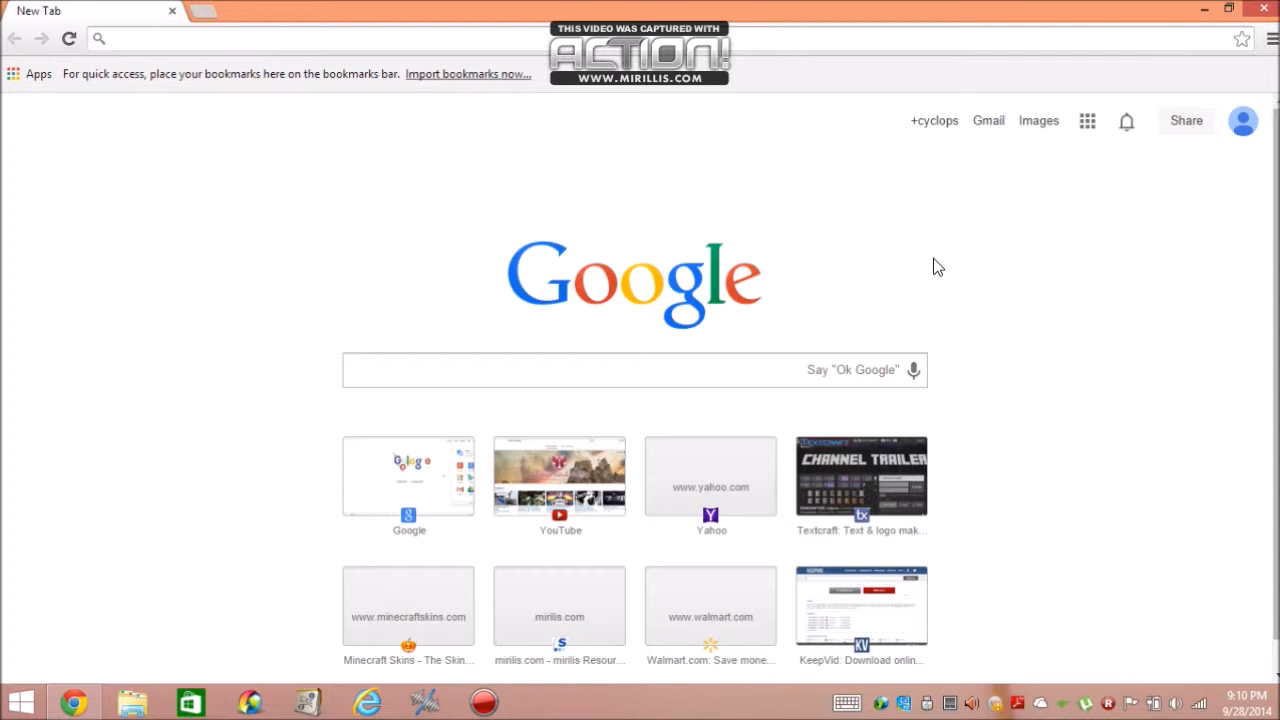 New Tab
THIS VIDEO WAS CAPTURED WITH
ACTION!
WWW.MIRILLIS.COM
Apps For quick access, place your bookmarks here on the bookmarks bar. Import bookmarks now...
+cyclops Gmail Images Share
Google
Say "Ok Google"
www.yahoo.com
TEXTCRAFT
CHANNEL TRAILER
Google YouTube Yahoo Textcraft: Text & logo mak...
www.minecraftskins.com mirilis.com www.walmart.com
KEEPVID
KV
Minecraft Skins - The Skin... mirilis.com - mirilis Resour... Walmart.com: Save mone... KeepVid: Download onlin...
9:10 PM
9/28/2014